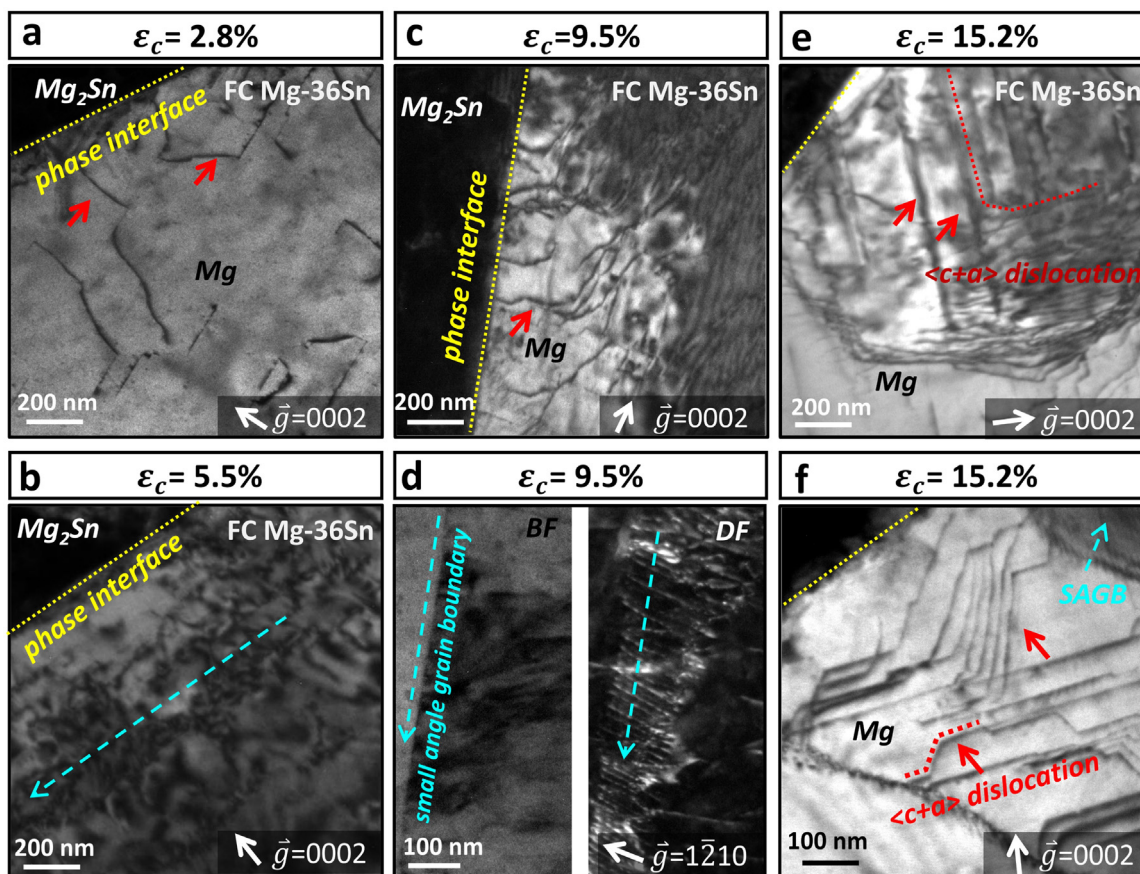 a
ε_c= 2.8%
Mg₂Sn
FC Mg-36Sn
phase interface
Mg
200 nm
g⃗=0002
b
ε_c= 5.5%
Mg₂Sn
FC Mg-36Sn
phase interface
200 nm
g⃗=0002
c
ε_c=9.5%
FC Mg-36Sn
Mg₂Sn
phase interface
Mg
200 nm
g⃗=0002
d
ε_c= 9.5%
BF
small angle grain boundary
100 nm
DF
g⃗=12̄10
e
ε_c= 15.2%
FC Mg-36Sn
<c+a> dislocation
Mg
200 nm
g⃗=0002
f
ε_c= 15.2%
SAGB
Mg
<c+a> dislocation
100 nm
g⃗=0002